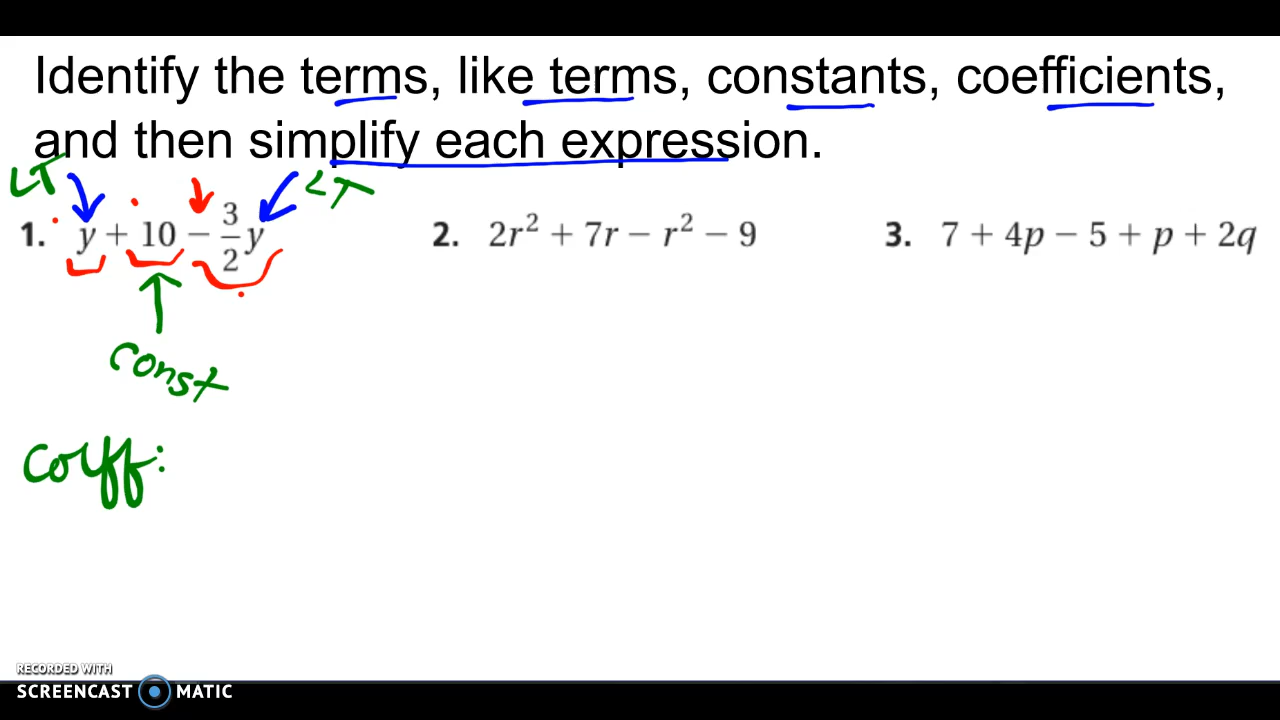 Identify the terms, like terms, constants, coefficients,
and then simplify each expression.
LT LT
1. y + 10 − 3/2 y
2. 2r² + 7r − r² − 9
3. 7 + 4p − 5 + p + 2q
const
coeff:
RECORDED WITH
SCREENCAST MATIC